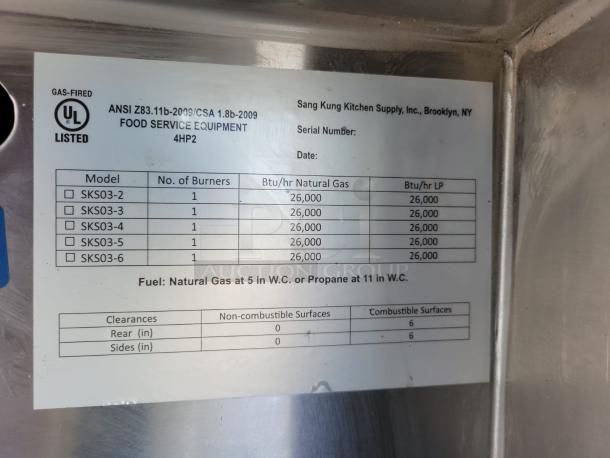 GAS-FIRED
UL
LISTED
ANSI Z83.11b-2009/CSA 1.8b-2009
FOOD SERVICE EQUIPMENT
4HP2
Sang Kung Kitchen Supply, Inc., Brooklyn, NY
Serial Number:
Date:
Model No. of Burners Btu/hr Natural Gas Btu/hr LP
☐ SKS03-2 1 26,000 26,000
☐ SKS03-3 1 26,000 26,000
☐ SKS03-4 1 26,000 26,000
☐ SKS03-5 1 26,000 26,000
☐ SKS03-6 1 26,000 26,000
AUCTION GROUP
Fuel: Natural Gas at 5 in W.C. or Propane at 11 in W.C.
Clearances Non-combustible Surfaces Combustible Surfaces
Rear (in) 0 6
Sides (in) 0 6